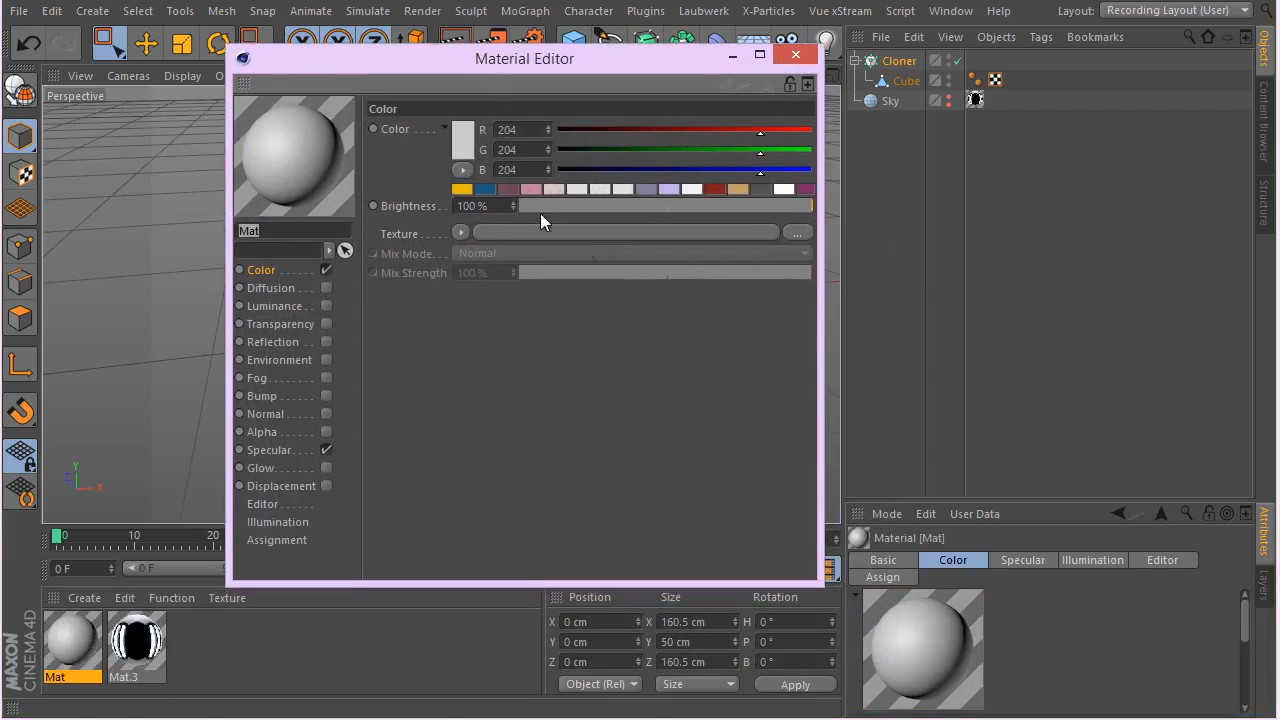 File Edit Create Select Tools Mesh Snap Animate Simulate Render Sculpt MoGraph Character Plugins Laubwerk X-Particles Vue xStream Script Window Help Layout: Recording Layout (User)
File Edit View Objects Tags Bookmarks
Material Editor
View Cameras Display
Perspective
Cloner
Cube
Sky
Color
Color . . . .
R 204
G 204
B 204
Brightness . . 100 %
Texture . . . . . ...
Mix Mode. . . Normal
Mix Strength 100 %
Mat
Color . . . . . .
Diffusion . . .
Luminance . .
Transparency
Reflection . .
Environment
Fog. . . . . . . .
Bump . . . . . .
Normal . . . . .
Alpha . . . . . .
Specular. . . .
Glow. . . . . . .
Displacement
Editor . . . . . .
Illumination
Assignment
X
Y
Z
0 10 20
0 F 0 F
Create Edit Function Texture
Mat
Mat.3
MAXON
CINEMA 4D
Position Size Rotation
X 0 cm X 160.5 cm H 0 °
Y 0 cm Y 50 cm P 0 °
Z 0 cm Z 160.5 cm B 0 °
Object (Rel) Size Apply
Mode Edit User Data
Material [Mat]
Basic Color Specular Illumination Editor
Assign
Objects
Content Browser
Structure
Attributes
Layers